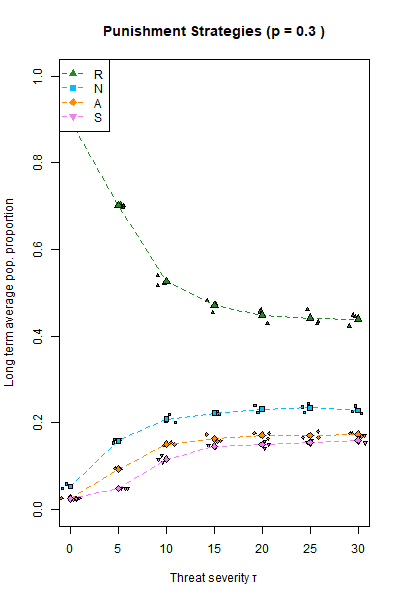 Punishment Strategies (p = 0.3 )
R
N
A
S
Long term average pop. proportion
1.0
0.8
0.6
0.4
0.2
0.0
0 5 10 15 20 25 30
Threat severity τ